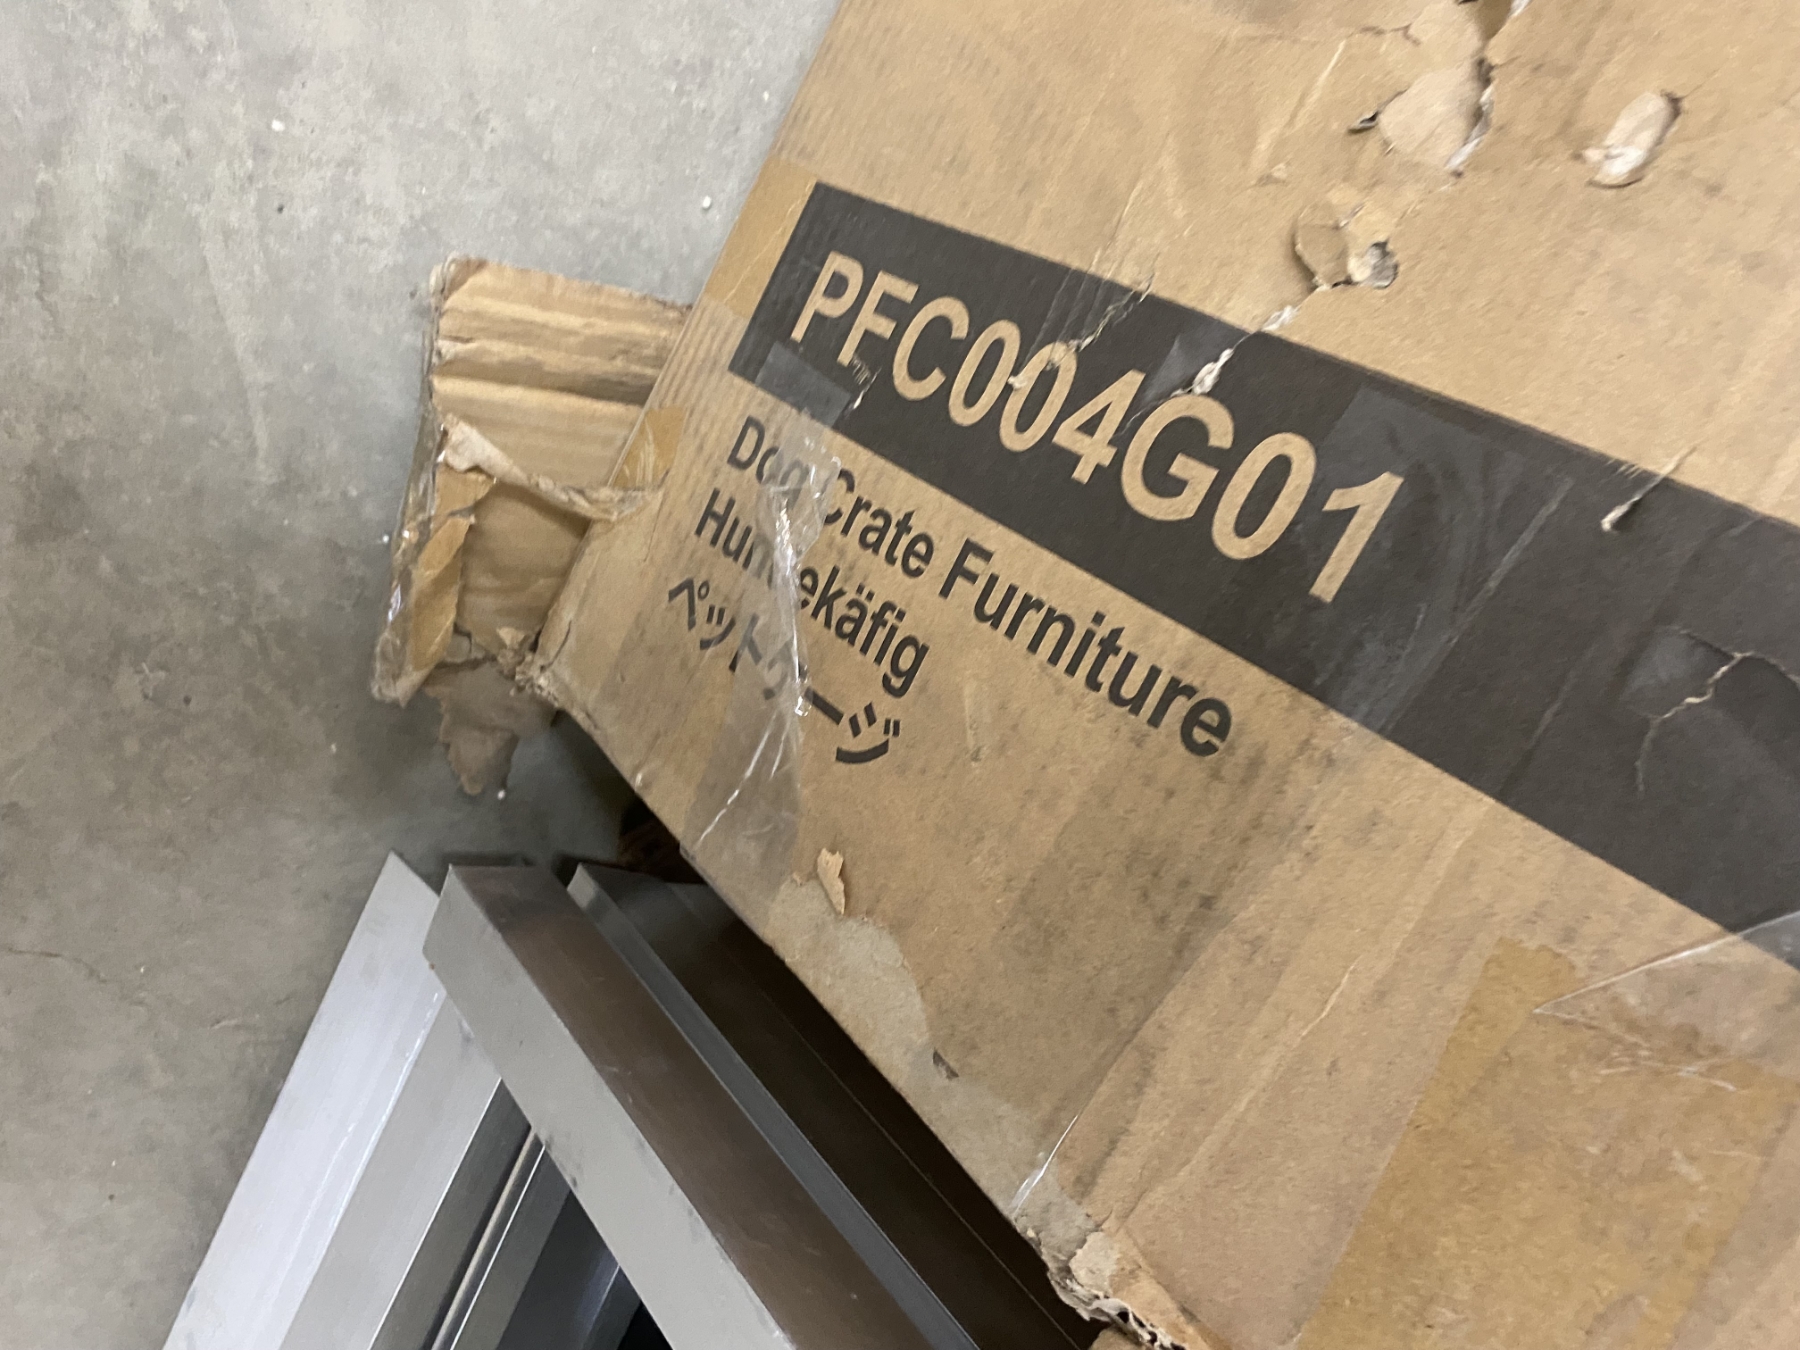 PFC004G01
Dog Crate Furniture
Hundekäfig
ペットケージ